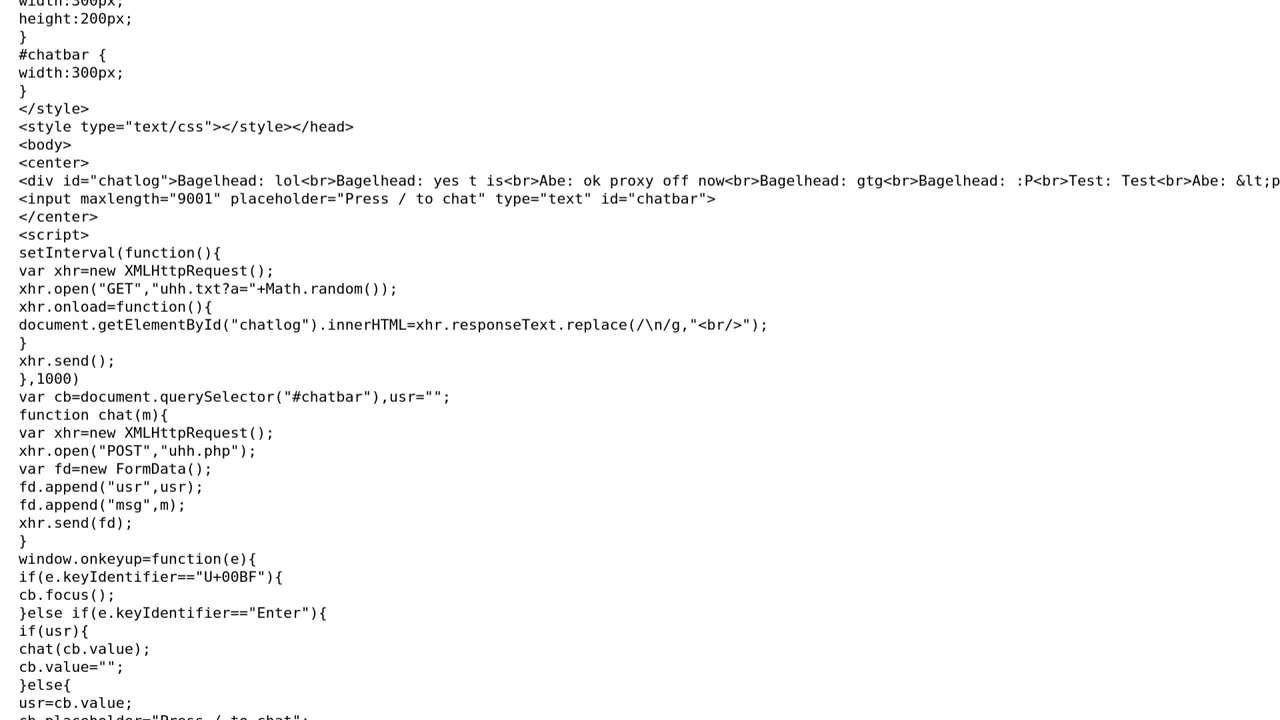 width:300px;
height:200px;
}
#chatbar {
width:300px;
}
</style>
<style type="text/css"></style></head>
<body>
<center>
<div id="chatlog">Bagelhead: lol<br>Bagelhead: yes t is<br>Abe: ok proxy off now<br>Bagelhead: gtg<br>Bagelhead: :P<br>Test: Test<br>Abe: &lt;p
<input maxlength="9001" placeholder="Press / to chat" type="text" id="chatbar">
</center>
<script>
setInterval(function(){
var xhr=new XMLHttpRequest();
xhr.open("GET","uhh.txt?a="+Math.random());
xhr.onload=function(){
document.getElementById("chatlog").innerHTML=xhr.responseText.replace(/\n/g,"<br/>");
}
xhr.send();
},1000)
var cb=document.querySelector("#chatbar"),usr="";
function chat(m){
var xhr=new XMLHttpRequest();
xhr.open("POST","uhh.php");
var fd=new FormData();
fd.append("usr",usr);
fd.append("msg",m);
xhr.send(fd);
}
window.onkeyup=function(e){
if(e.keyIdentifier=="U+00BF"){
cb.focus();
}else if(e.keyIdentifier=="Enter"){
if(usr){
chat(cb.value);
cb.value="";
}else{
usr=cb.value;
cb.placeholder="Press / to chat";